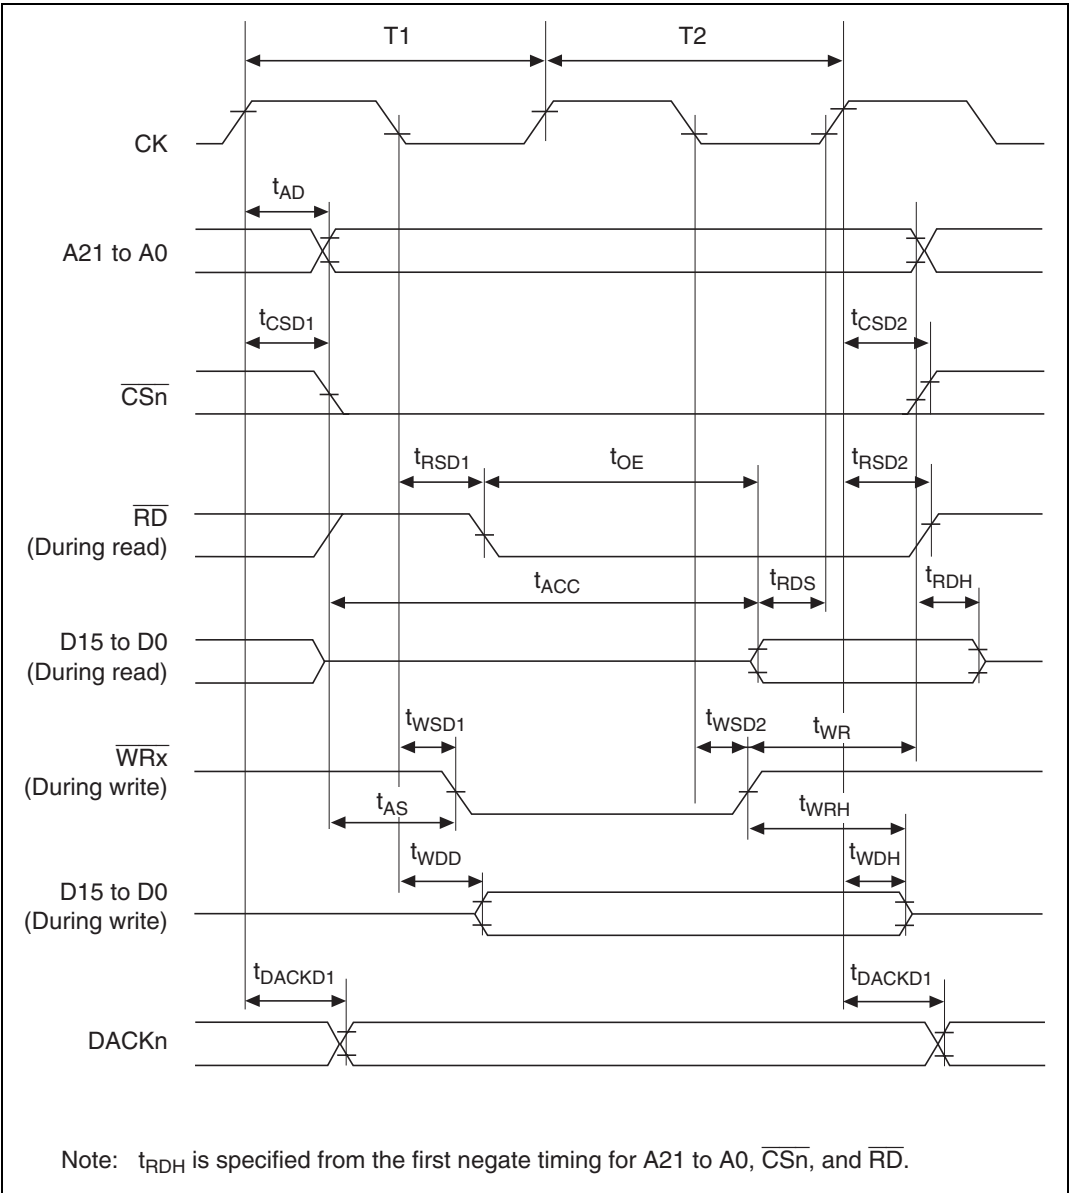 T1 T2
CK
tAD
A21 to A0
tCSD1 tCSD2
CSn
tRSD1 tOE tRSD2
RD
(During read)
tACC tRDS tRDH
D15 to D0
(During read)
tWSD1 tWSD2 tWR
WRx
(During write)
tAS tWRH
tWDD tWDH
D15 to D0
(During write)
tDACKD1 tDACKD1
DACKn
Note: tRDH is specified from the first negate timing for A21 to A0, CSn, and RD.